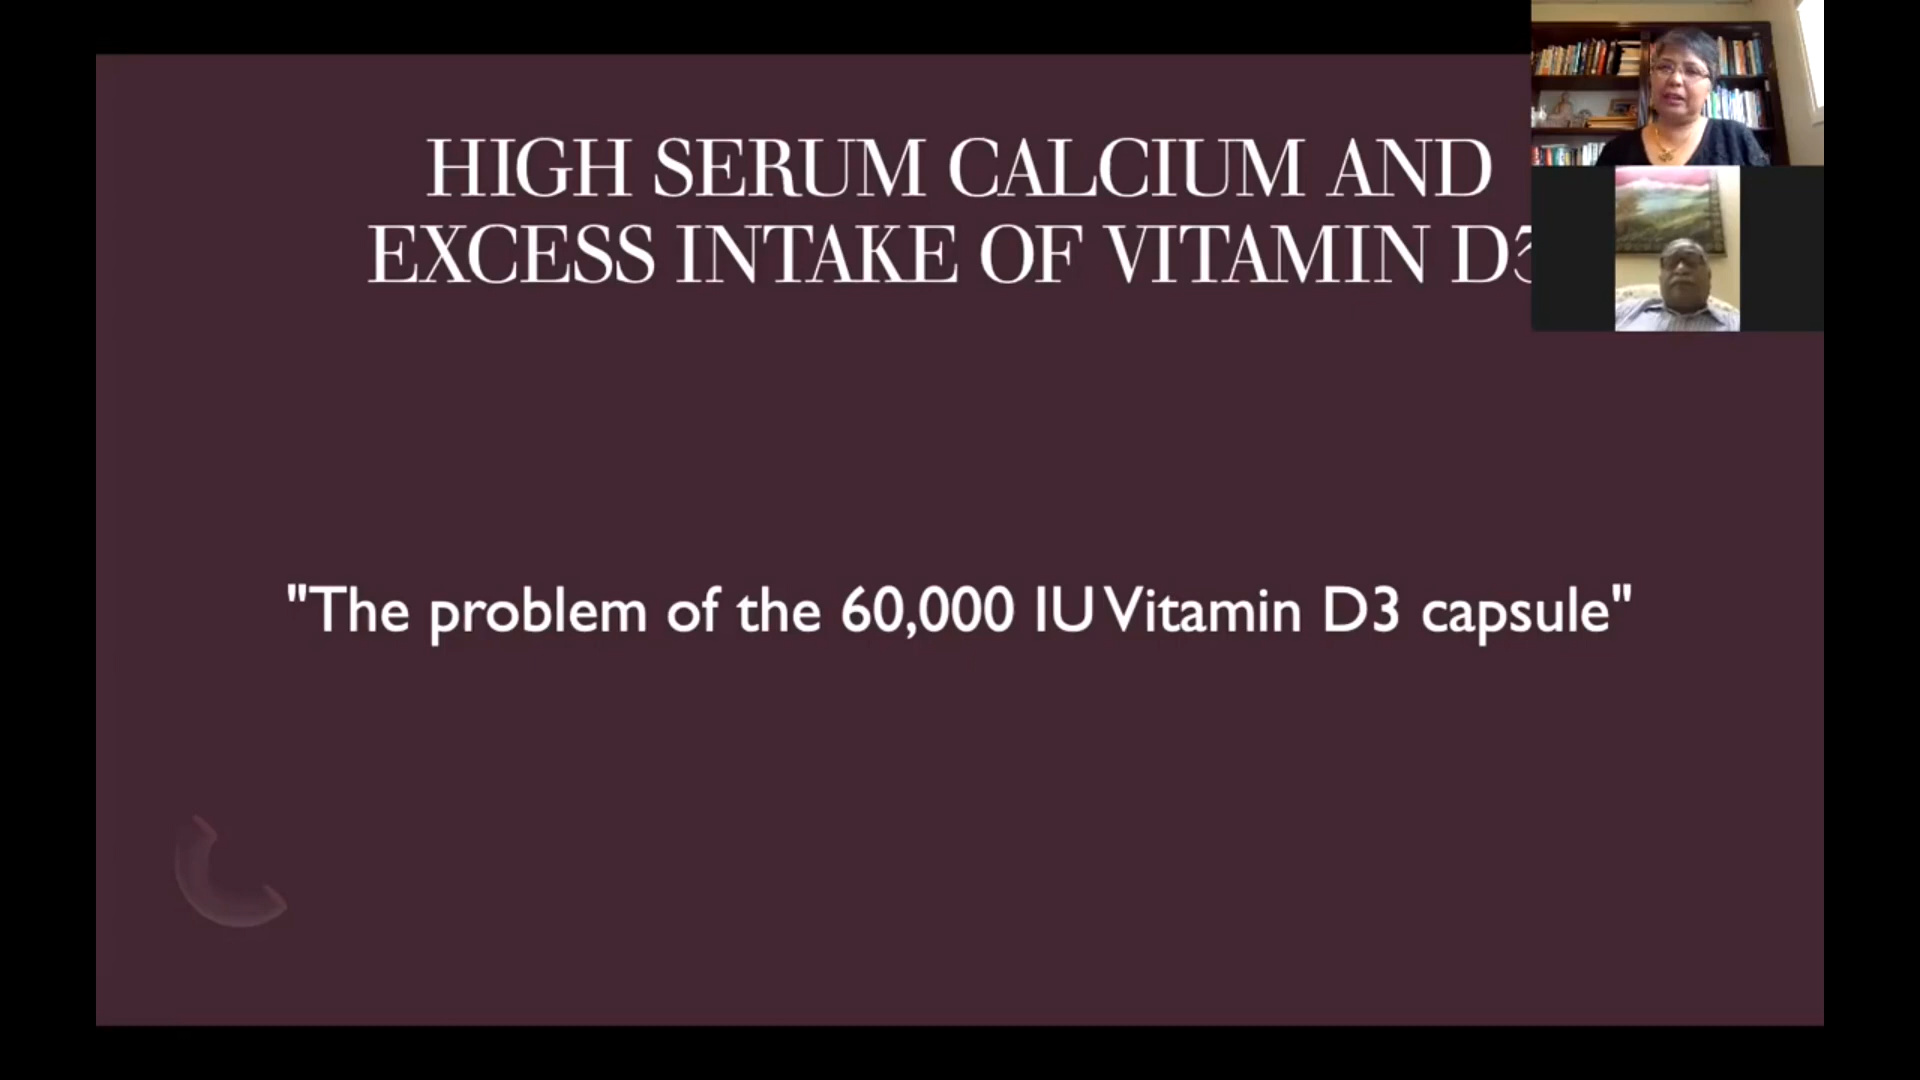 HIGH SERUM CALCIUM AND
EXCESS INTAKE OF VITAMIN D3
"The problem of the 60,000 IU Vitamin D3 capsule"